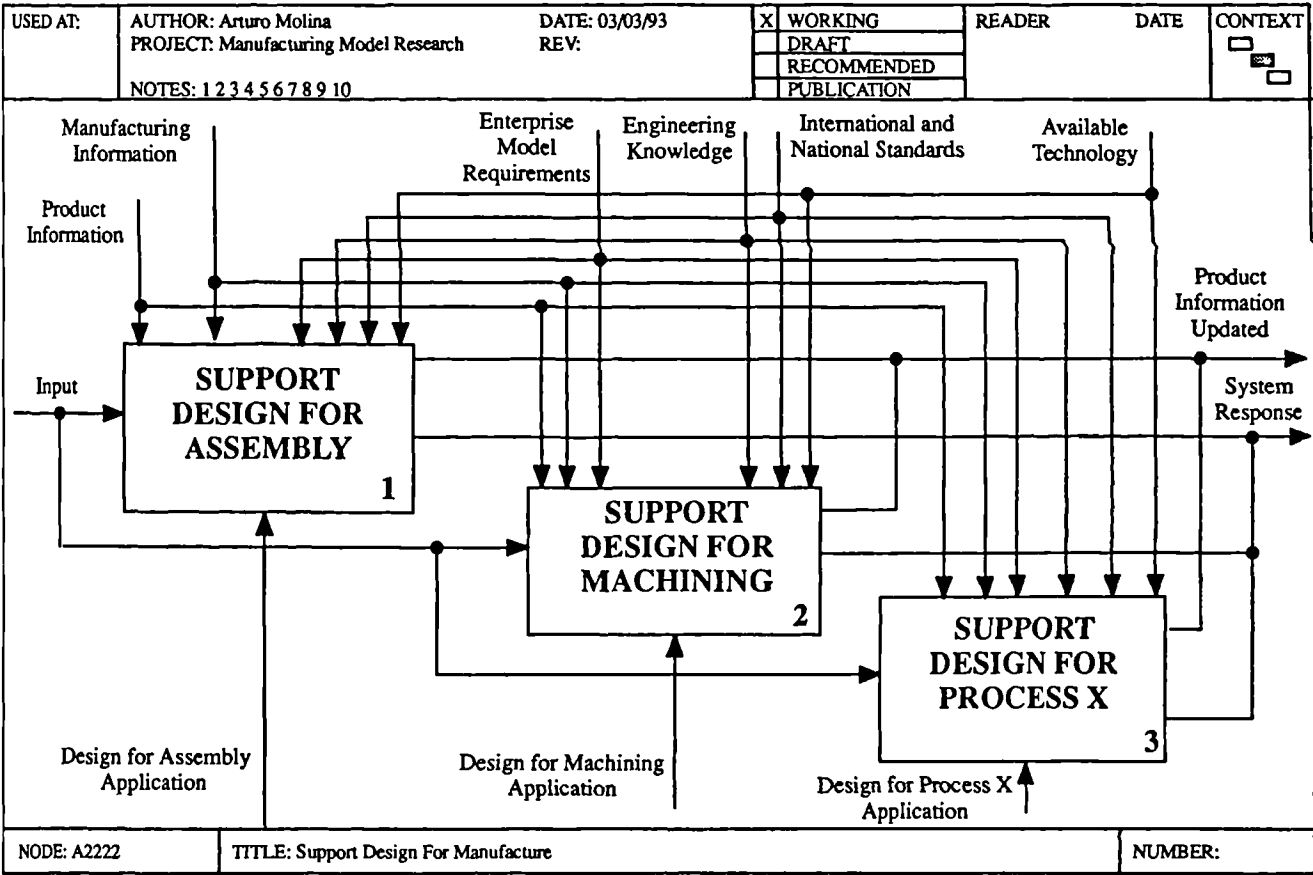 USED AT:
AUTHOR: Arturo Molina
DATE: 03/03/93
PROJECT: Manufacturing Model Research
REV:
NOTES: 1 2 3 4 5 6 7 8 9 10
X WORKING
DRAFT
RECOMMENDED
PUBLICATION
READER
DATE
CONTEXT
Manufacturing
Information
Enterprise
Model
Requirements
Engineering
Knowledge
International and
National Standards
Available
Technology
Product
Information
Product
Information
Updated
Input
System
Response
SUPPORT
DESIGN FOR
ASSEMBLY
1
SUPPORT
DESIGN FOR
MACHINING
2
SUPPORT
DESIGN FOR
PROCESS X
3
Design for Assembly
Application
Design for Machining
Application
Design for Process X
Application
NODE: A2222
TITLE: Support Design For Manufacture
NUMBER: